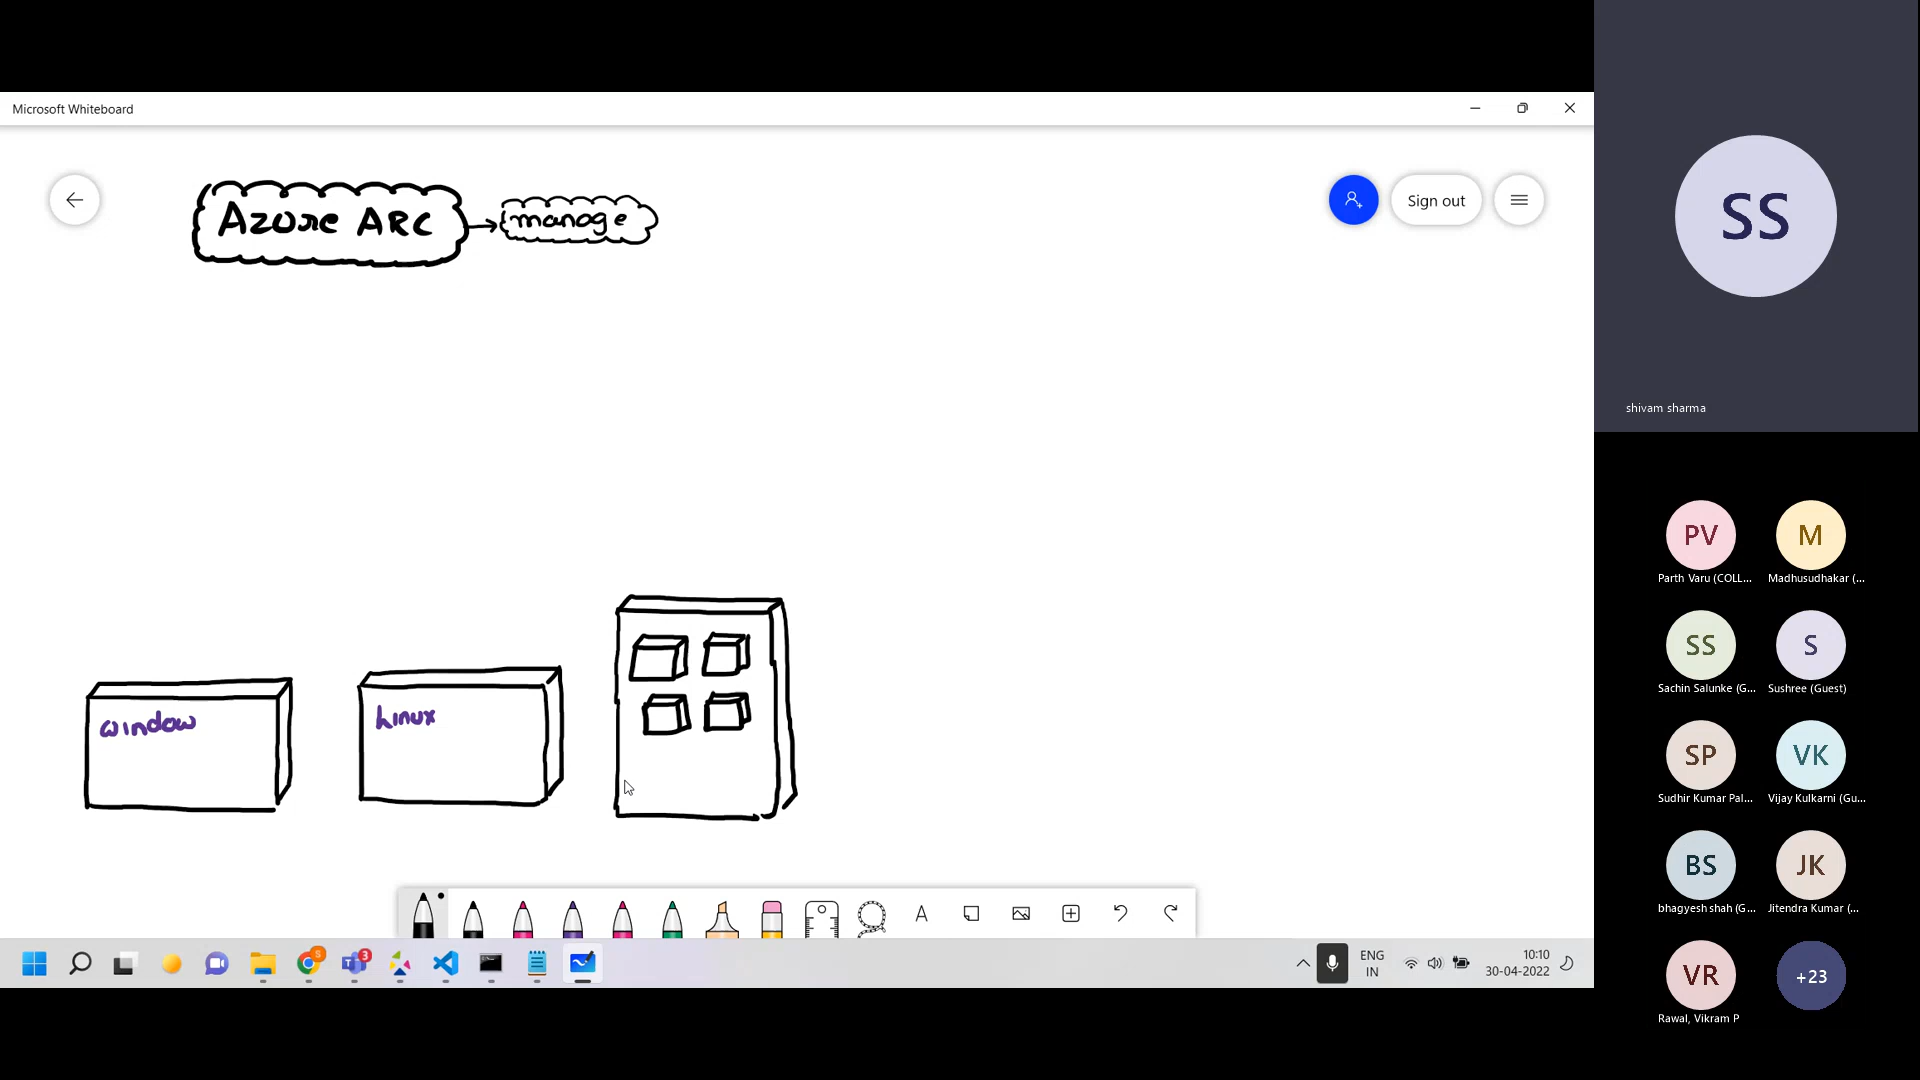 Microsoft Whiteboard
Azure ARC
manage
Sign out
window
Linux
A
S
3
ENG
IN
10:10
30-04-2022
SS
shivam sharma
PV
M
Parth Varu (COLL...
Madhusudhakar (...
SS
S
Sachin Salunke (G...
Sushree (Guest)
SP
VK
Sudhir Kumar Pal...
Vijay Kulkarni (Gu...
BS
JK
bhagyesh shah (G...
Jitendra Kumar (...
VR
+23
Rawal, Vikram P